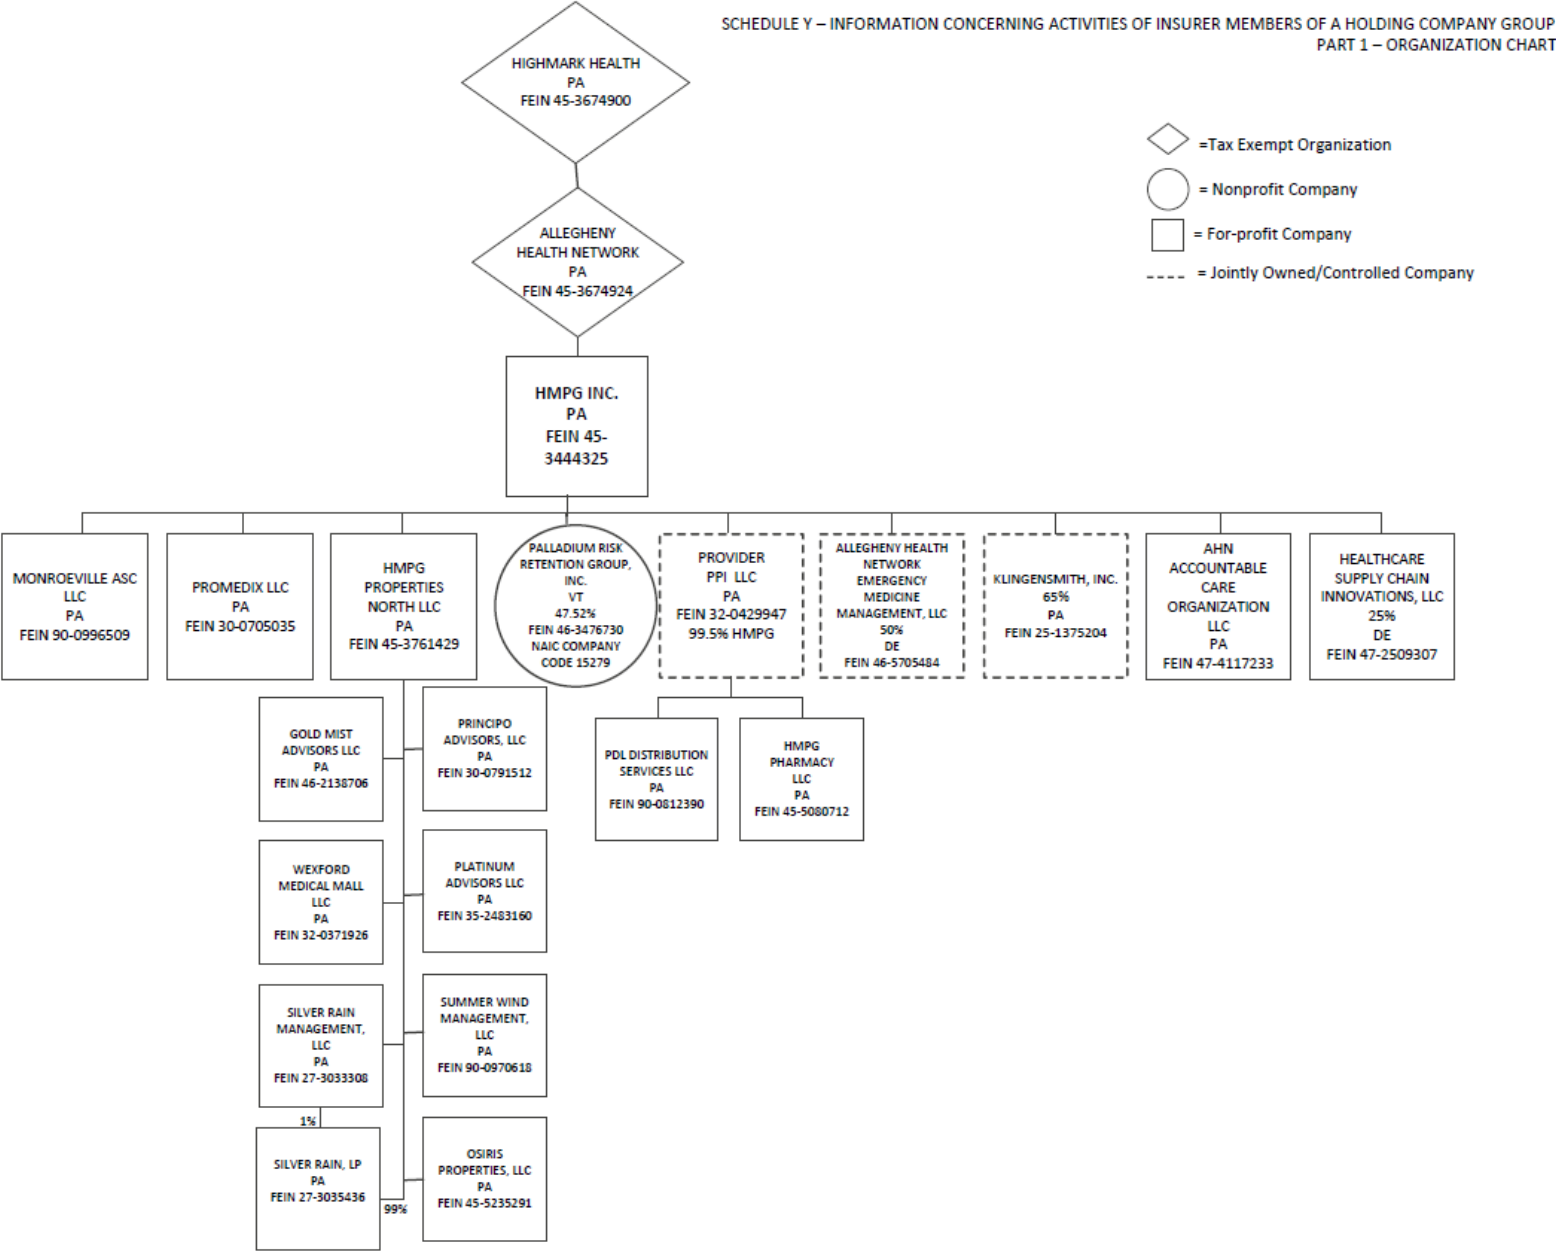 SCHEDULE Y – INFORMATION CONCERNING ACTIVITIES OF INSURER MEMBERS OF A HOLDING COMPANY GROUP
PART 1 – ORGANIZATION CHART
HIGHMARK HEALTH
PA
FEIN 45-3674900
=Tax Exempt Organization
= Nonprofit Company
= For-profit Company
= Jointly Owned/Controlled Company
ALLEGHENY
HEALTH NETWORK
PA
FEIN 45-3674924
HMPG INC.
PA
FEIN 45-
3444325
MONROEVILLE ASC
LLC
PA
FEIN 90-0996509
PROMEDIX LLC
PA
FEIN 30-0705035
HMPG
PROPERTIES
NORTH LLC
PA
FEIN 45-3761429
PALLADIUM RISK
RETENTION GROUP,
INC.
VT
47.52%
FEIN 46-3476730
NAIC COMPANY
CODE 15279
PROVIDER
PPI LLC
PA
FEIN 32-0429947
99.5% HMPG
ALLEGHENY HEALTH
NETWORK
EMERGENCY
MEDICINE
MANAGEMENT, LLC
50%
DE
FEIN 46-5705484
KLINGENSMITH, INC.
65%
PA
FEIN 25-1375204
AHN
ACCOUNTABLE
CARE
ORGANIZATION
LLC
PA
FEIN 47-4117233
HEALTHCARE
SUPPLY CHAIN
INNOVATIONS, LLC
25%
DE
FEIN 47-2509307
GOLD MIST
ADVISORS LLC
PA
FEIN 46-2138706
PRINCIPO
ADVISORS, LLC
PA
FEIN 30-0791512
PDL DISTRIBUTION
SERVICES LLC
PA
FEIN 90-0812390
HMPG
PHARMACY
LLC
PA
FEIN 45-5080712
WEXFORD
MEDICAL MALL
LLC
PA
FEIN 32-0371926
PLATINUM
ADVISORS LLC
PA
FEIN 35-2483160
SILVER RAIN
MANAGEMENT,
LLC
PA
FEIN 27-3033308
SUMMER WIND
MANAGEMENT,
LLC
PA
FEIN 90-0970618
1%
SILVER RAIN, LP
PA
FEIN 27-3035436
99%
OSIRIS
PROPERTIES, LLC
PA
FEIN 45-5235291